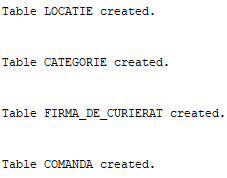 Table LOCATIE created.
Table CATEGORIE created.
Table FIRMA_DE_CURIERAT created.
Table COMANDA created.